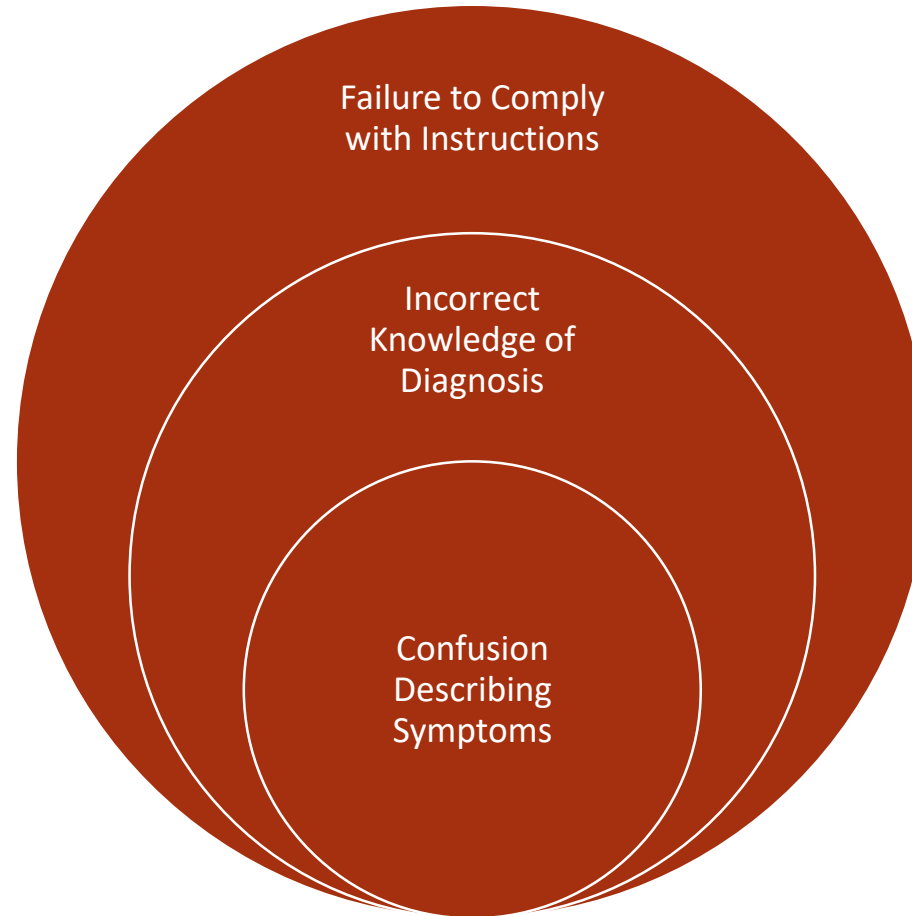 Failure to Comply
with Instructions
Incorrect
Knowledge of
Diagnosis
Confusion
Describing
Symptoms